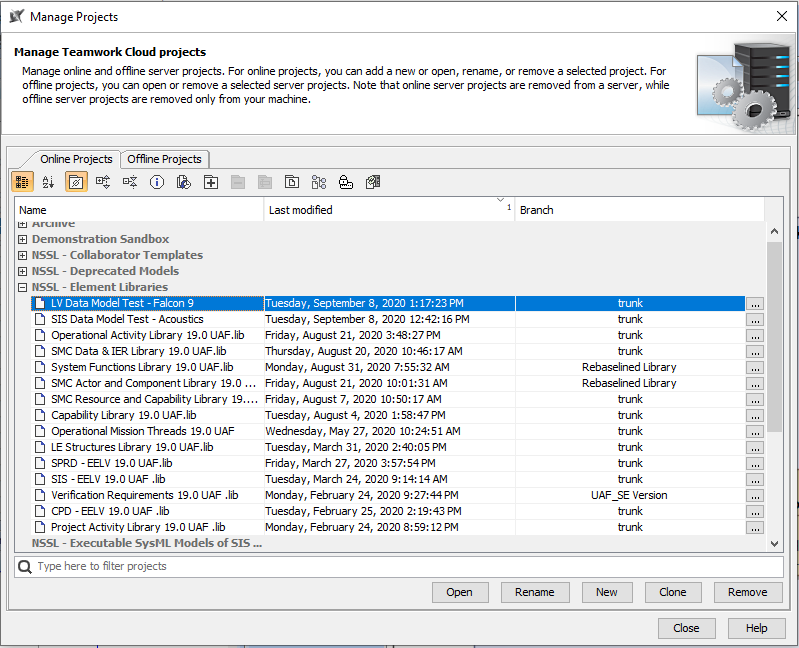 Manage Projects
Manage Teamwork Cloud projects
Manage online and offline server projects. For online projects, you can add a new or open, rename, or remove a selected project. For
offline projects, you can open or remove a selected server projects. Note that online server projects are removed from a server, while
offline server projects are removed only from your machine.
Online Projects Offline Projects
Name Last modified 1 Branch
Archive
Demonstration Sandbox
NSSL - Collaborator Templates
NSSL - Deprecated Models
NSSL - Element Libraries
LV Data Model Test - Falcon 9 Tuesday, September 8, 2020 1:17:23 PM trunk ...
SIS Data Model Test - Acoustics Tuesday, September 8, 2020 12:42:16 PM trunk ...
Operational Activity Library 19.0 UAF.lib Friday, August 21, 2020 3:48:27 PM trunk ...
SMC Data & IER Library 19.0 UAF.lib Thursday, August 20, 2020 10:46:17 AM trunk ...
System Functions Library 19.0 UAF.lib Monday, August 31, 2020 7:55:32 AM Rebaselined Library ...
SMC Actor and Component Library 19.0 ... Friday, August 21, 2020 10:01:31 AM Rebaselined Library ...
SMC Resource and Capability Library 19.... Friday, August 7, 2020 10:50:17 AM trunk ...
Capability Library 19.0 UAF.lib Tuesday, August 4, 2020 1:58:47 PM trunk ...
Operational Mission Threads 19.0 UAF Wednesday, May 27, 2020 10:24:51 AM trunk ...
LE Structures Library 19.0 UAF.lib Tuesday, March 31, 2020 2:40:05 PM trunk ...
SPRD - EELV 19.0 UAF.lib Friday, March 27, 2020 3:57:54 PM trunk ...
SIS - EELV 19.0 UAF .lib Tuesday, March 24, 2020 9:14:14 AM trunk ...
Verification Requirements 19.0 UAF .lib Monday, February 24, 2020 9:27:44 PM UAF_SE Version ...
CPD - EELV 19.0 UAF .lib Tuesday, February 25, 2020 2:19:43 PM trunk ...
Project Activity Library 19.0 UAF .lib Monday, February 24, 2020 8:59:12 PM trunk ...
NSSL - Executable SysML Models of SIS ...
Type here to filter projects
Open Rename New Clone Remove
Close Help